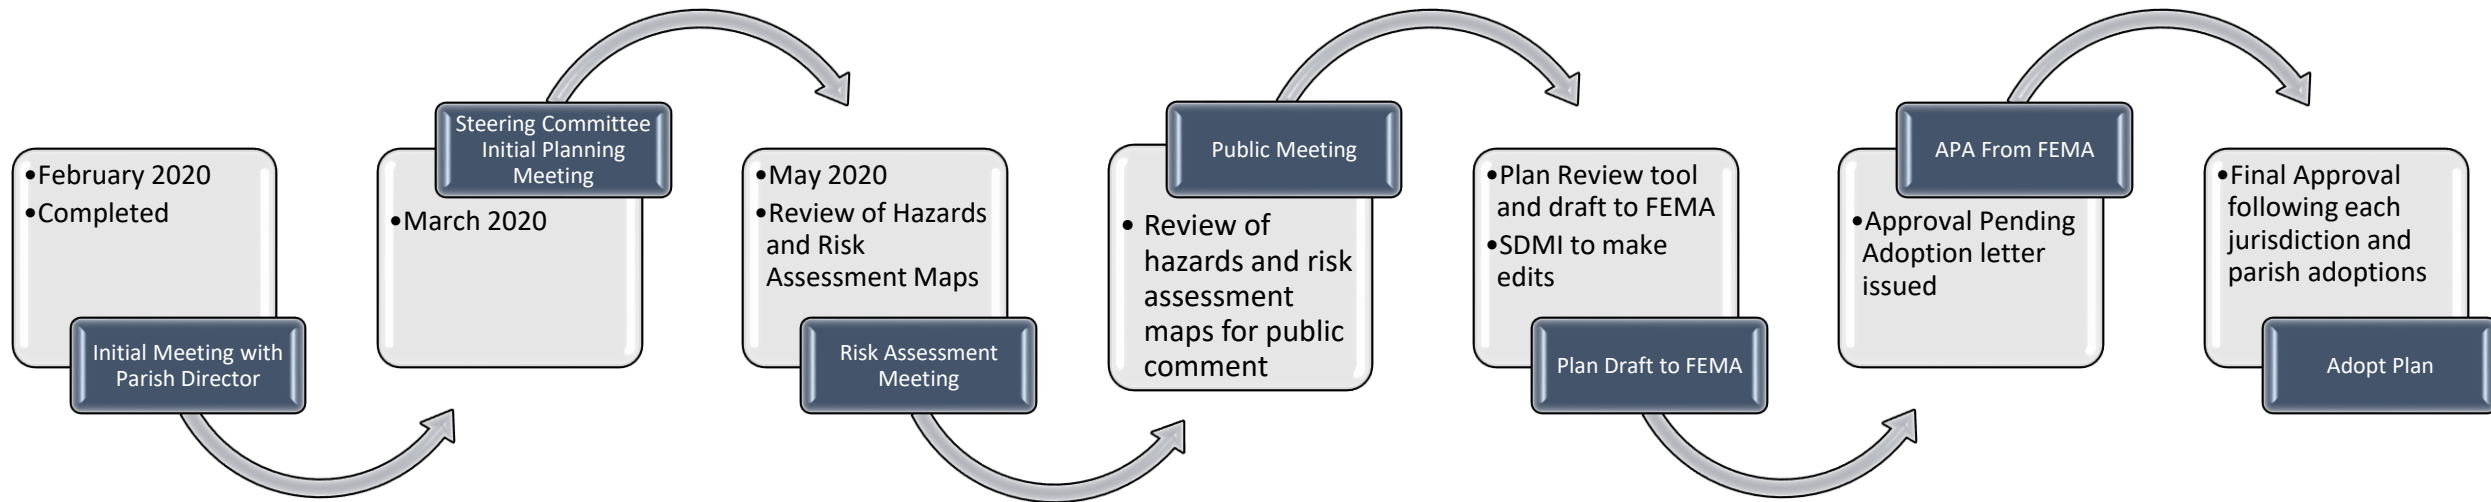 •February 2020
•Completed
Initial Meeting with
Parish Director
Steering Committee
Initial Planning
Meeting
•March 2020
•May 2020
•Review of Hazards
and Risk
Assessment Maps
Risk Assessment
Meeting
Public Meeting
• Review of
hazards and risk
assessment
maps for public
comment
•Plan Review tool
and draft to FEMA
•SDMI to make
edits
Plan Draft to FEMA
APA From FEMA
•Approval Pending
Adoption letter
issued
•Final Approval
following each
jurisdiction and
parish adoptions
Adopt Plan